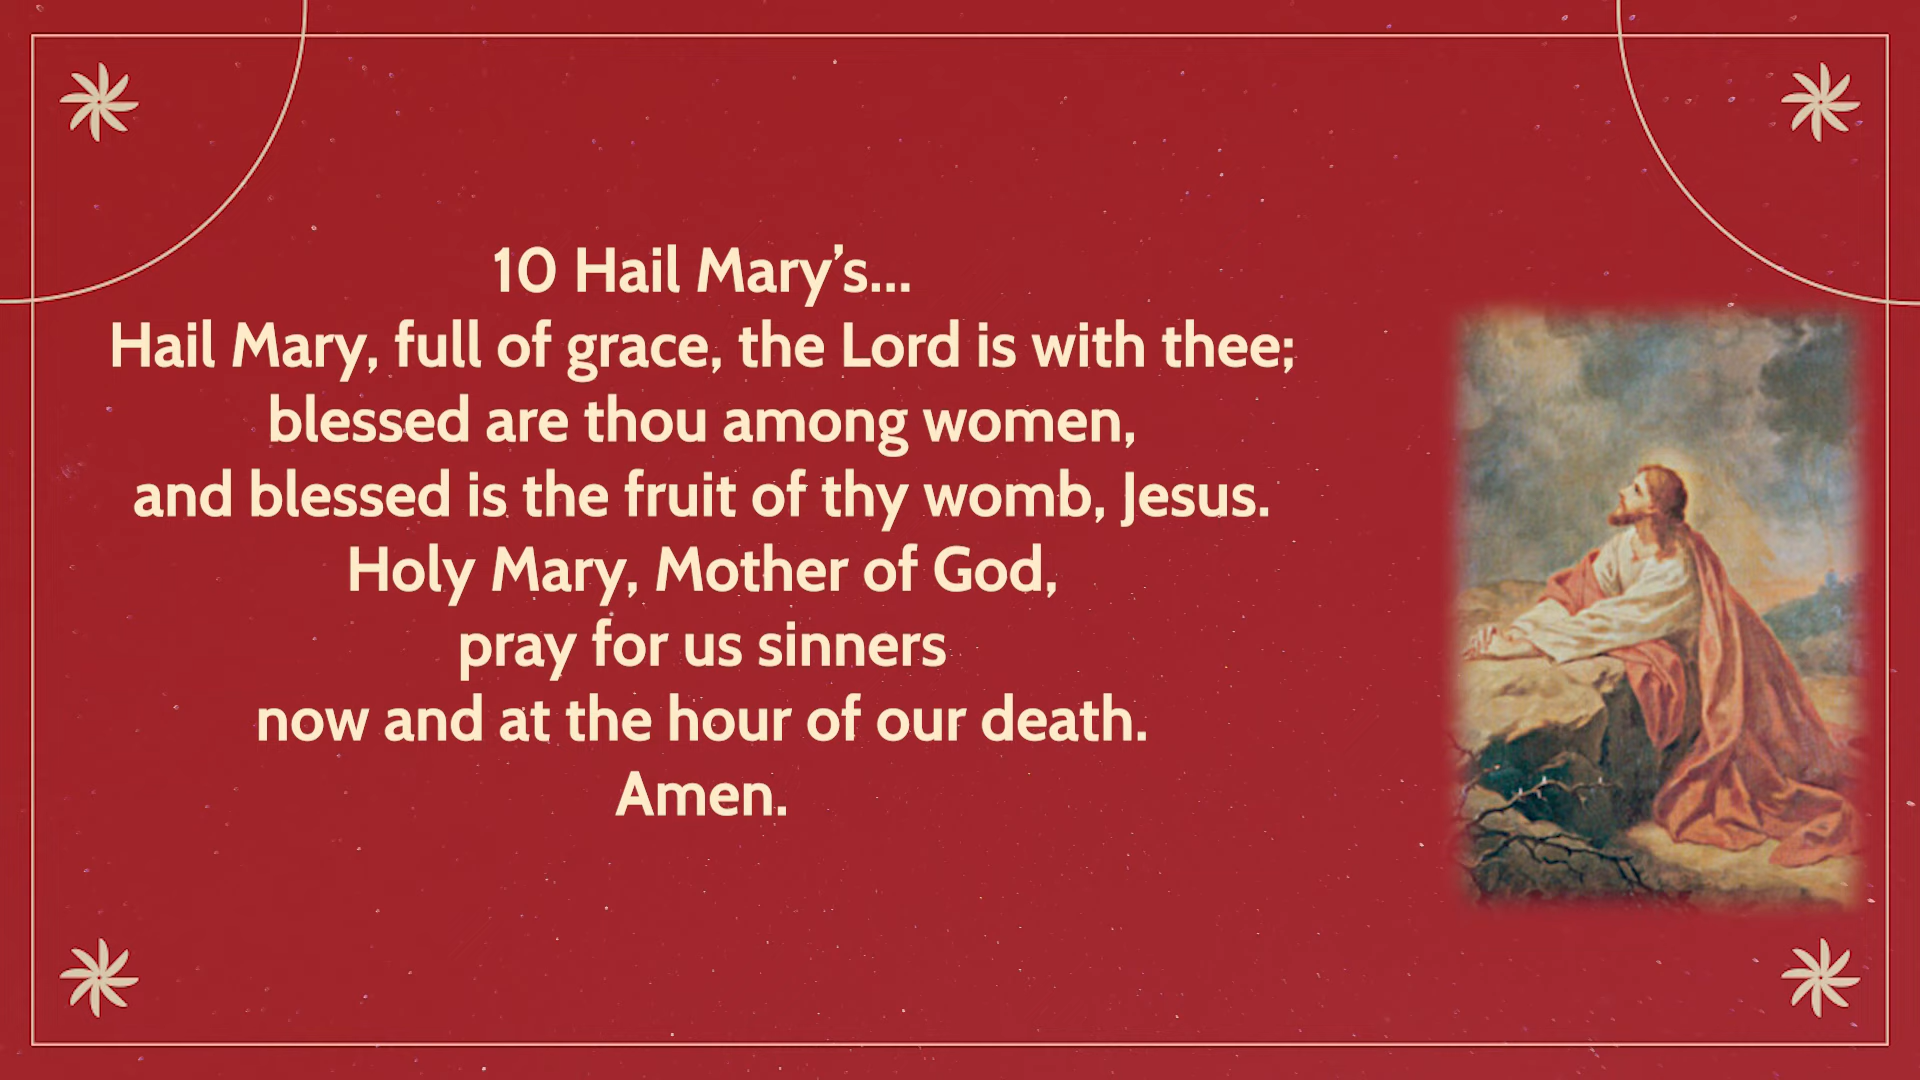 10 Hail Mary’s...
Hail Mary, full of grace, the Lord is with thee;
blessed are thou among women,
and blessed is the fruit of thy womb, Jesus.
Holy Mary, Mother of God,
pray for us sinners
now and at the hour of our death.
Amen.